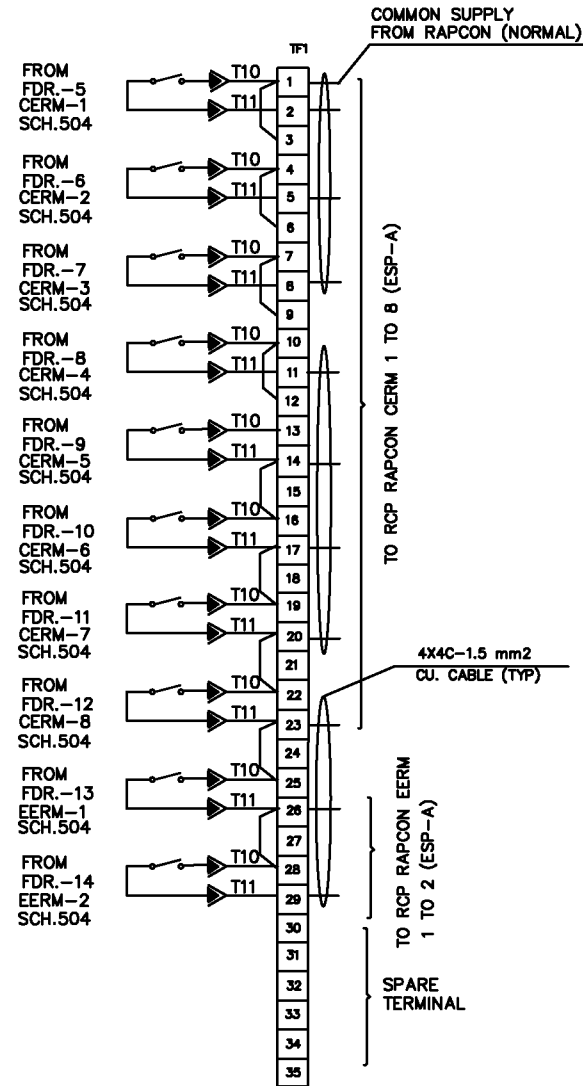 COMMON SUPPLY
FROM RAPCON (NORMAL)
TF1
FROM
FDR.-5
CERM-1
SCH.504
T10
T11
1
2
3
FROM
FDR.-6
CERM-2
SCH.504
T10
T11
4
5
6
FROM
FDR.-7
CERM-3
SCH.504
T10
T11
7
8
9
FROM
FDR.-8
CERM-4
SCH.504
T10
T11
10
11
12
FROM
FDR.-9
CERM-5
SCH.504
T10
T11
13
14
15
FROM
FDR.-10
CERM-6
SCH.504
T10
T11
16
17
18
FROM
FDR.-11
CERM-7
SCH.504
T10
T11
19
20
21
FROM
FDR.-12
CERM-8
SCH.504
T10
T11
22
23
24
FROM
FDR.-13
EERM-1
SCH.504
T10
T11
25
26
27
FROM
FDR.-14
EERM-2
SCH.504
T10
T11
28
29
30
31
32
33
34
35
TO RCP RAPCON CERM 1 TO 8 (ESP-A)
4X4C-1.5 mm2
CU. CABLE (TYP)
TO RCP RAPCON EERM
1 TO 2 (ESP-A)
SPARE
TERMINAL